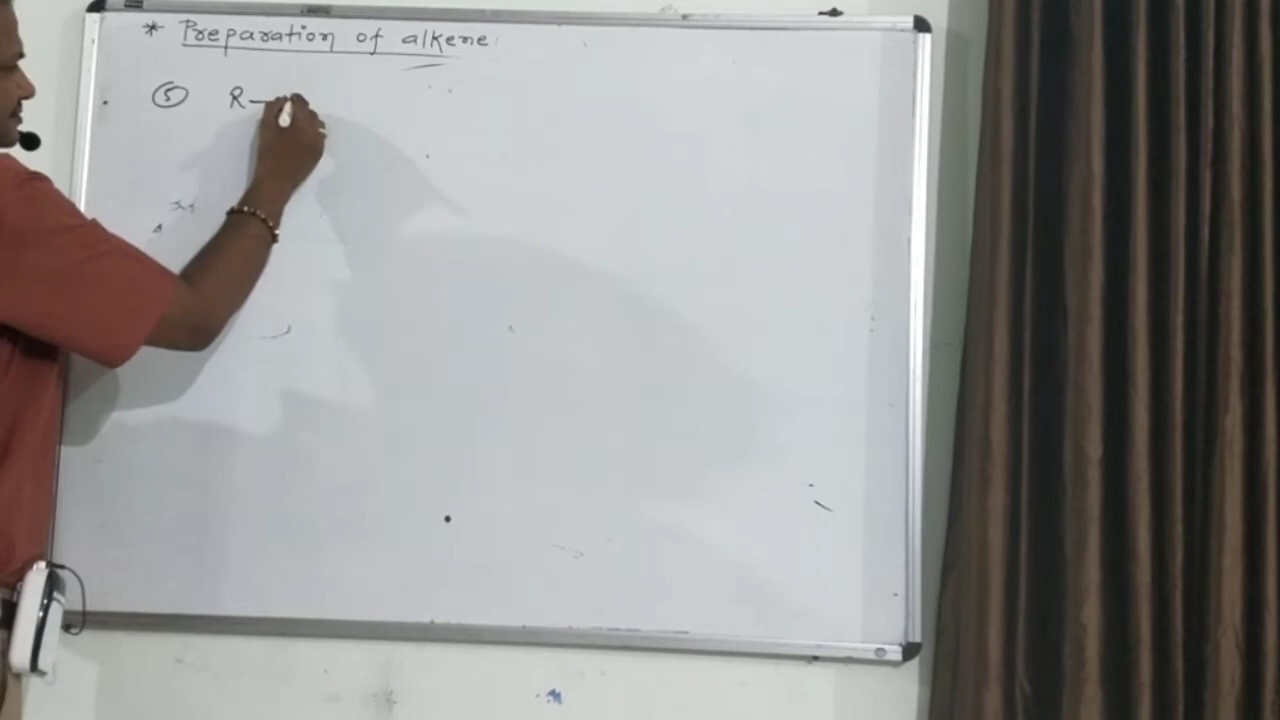 * Preparation of alkene:
⑤ R—